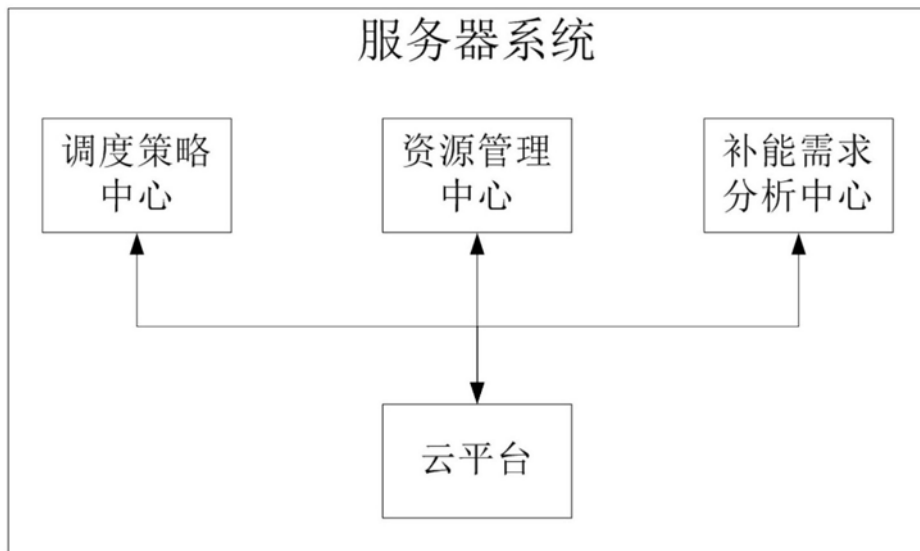 服务器系统
调度策略
中心
资源管理
中心
补能需求
分析中心
云平台